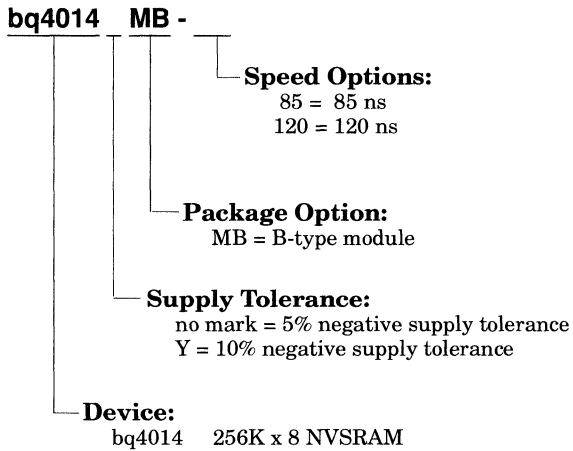 bq4014 MB -
Speed Options:
85 = 85 ns
120 = 120 ns
Package Option:
MB = B-type module
Supply Tolerance:
no mark = 5% negative supply tolerance
Y = 10% negative supply tolerance
Device:
bq4014 256K x 8 NVSRAM